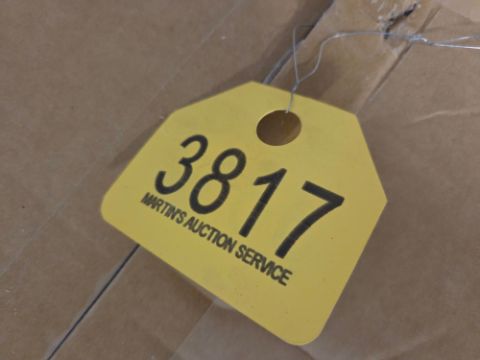 3817
MARTIN'S AUCTION SERVICE